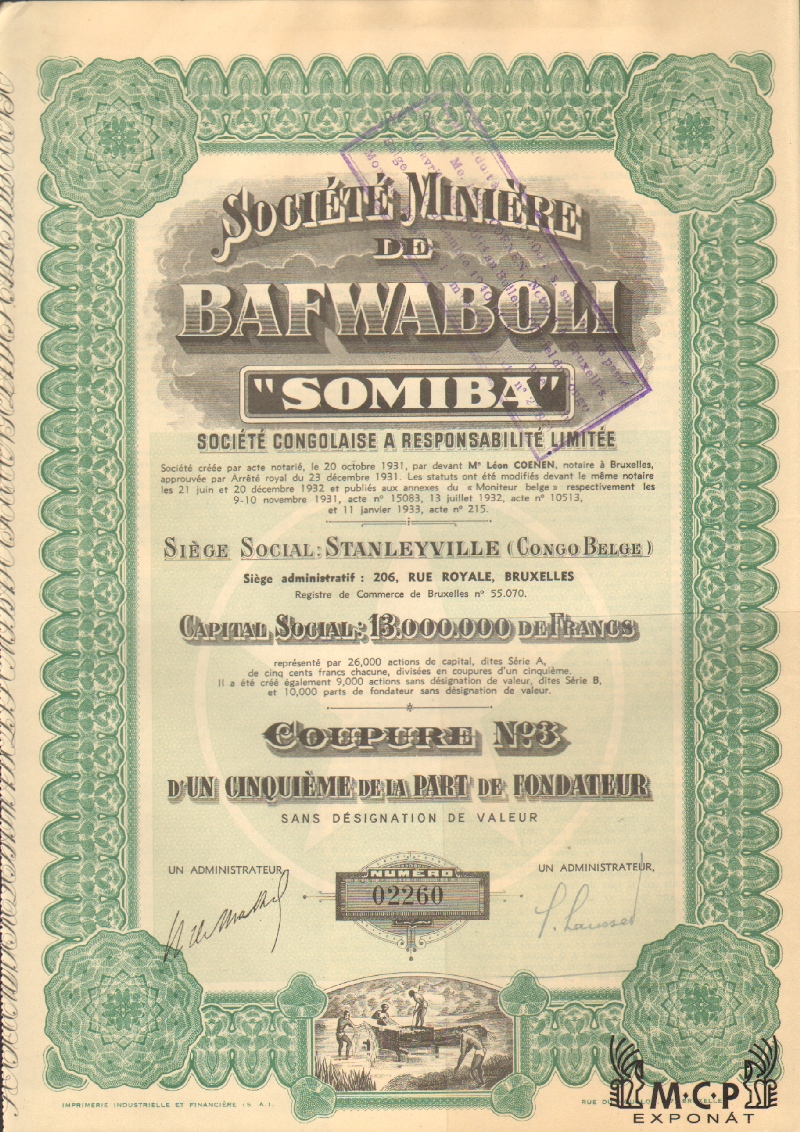 SOCIÉTÉ MINIÈRE
DE
BAFWABOLI
"SOMIBA"
SOCIÉTÉ CONGOLAISE A RESPONSABILITÉ LIMITÉE
Société créée par acte notarié, le 20 octobre 1931, par devant Me Léon COENEN, notaire à Bruxelles,
approuvée par Arrêté royal du 23 décembre 1931. Les statuts ont été modifiés devant le même notaire
les 21 juin et 20 décembre 1932 et publiés aux annexes du « Moniteur belge » respectivement les
9-10 novembre 1931, acte n° 15083, 13 juillet 1932, acte n° 10513,
et 11 janvier 1933, acte n° 215.
SIÈGE SOCIAL: STANLEYVILLE (CONGO BELGE)
Siège administratif : 206, RUE ROYALE, BRUXELLES
Registre de Commerce de Bruxelles n° 55.070.
CAPITAL SOCIAL: 13.000.000 DE FRANCS
représenté par 26,000 actions de capital, dites Série A,
de cinq cents francs chacune, divisées en coupures d'un cinquième.
Il a été créé également 9,000 actions sans désignation de valeur, dites Série B,
et 10,000 parts de fondateur sans désignation de valeur.
COUPURE No 3
D'UN CINQUIÈME DE LA PART DE FONDATEUR
SANS DÉSIGNATION DE VALEUR
UN ADMINISTRATEUR,
NUMÉRO
UN ADMINISTRATEUR,
02260
IMPRIMERIE INDUSTRIELLE ET FINANCIÈRE (S. A.).
M·C·P
EXPONÁT